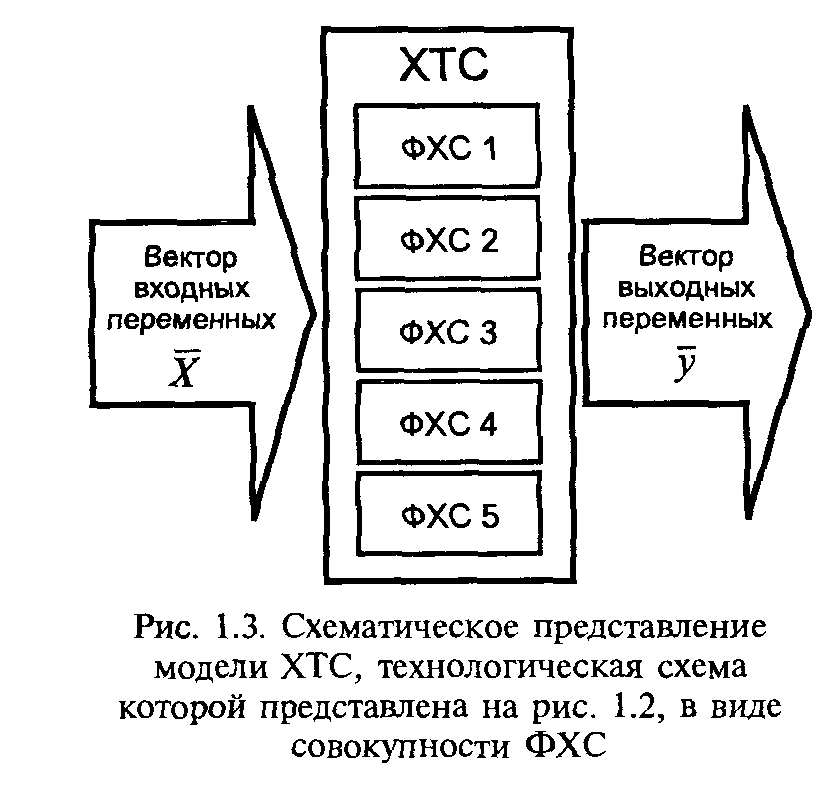 ХТС
ФХС 1
ФХС 2
ФХС 3
ФХС 4
ФХС 5
Вектор
входных
переменных
X̅
Вектор
выходных
переменных
y̅
Рис. 1.3. Схематическое представление
модели ХТС, технологическая схема
которой представлена на рис. 1.2, в виде
совокупности ФХС